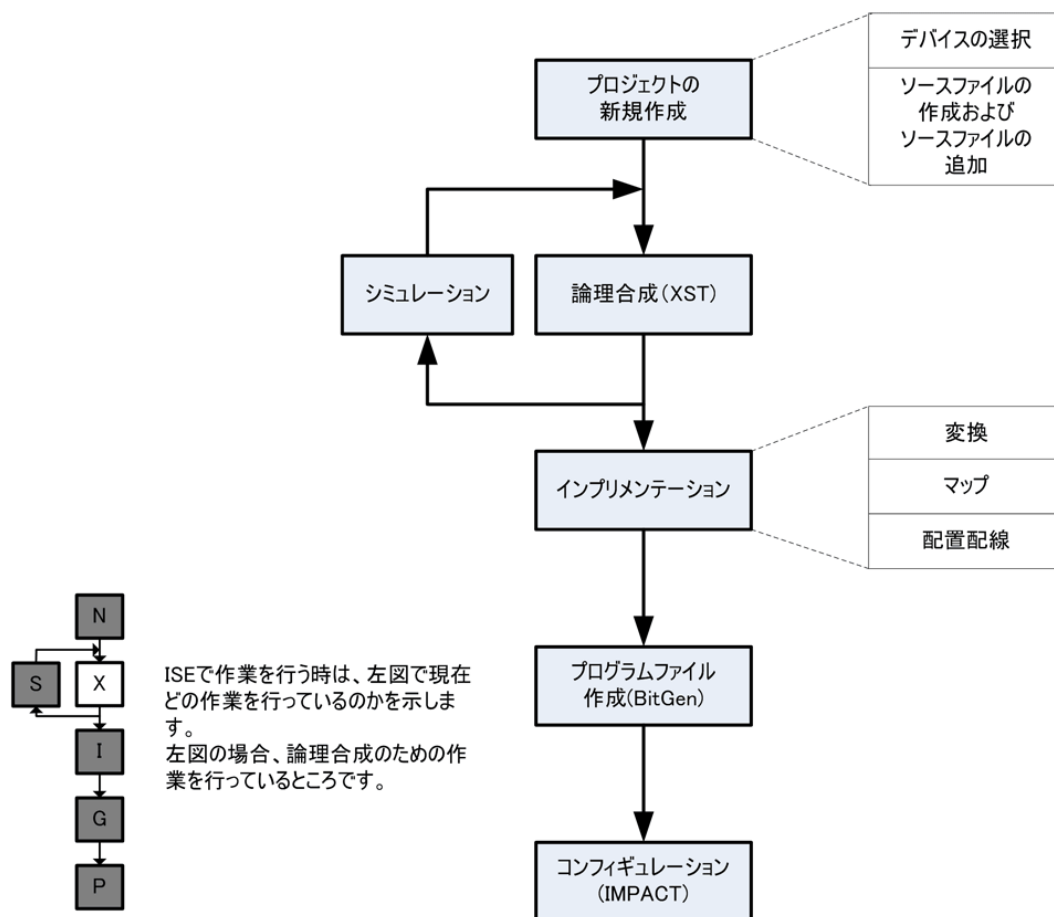 デバイスの選択
プロジェクトの
新規作成
ソースファイルの
作成および
ソースファイルの
追加
シミュレーション
論理合成(XST)
変換
インプリメンテーション
マップ
配置配線
N
S
X
I
G
P
ISEで作業を行う時は、左図で現在
どの作業を行っているのかを示しま
す。
左図の場合、論理合成のための作
業を行っているところです。
プログラムファイル
作成(BitGen)
コンフィギュレーション
(IMPACT)